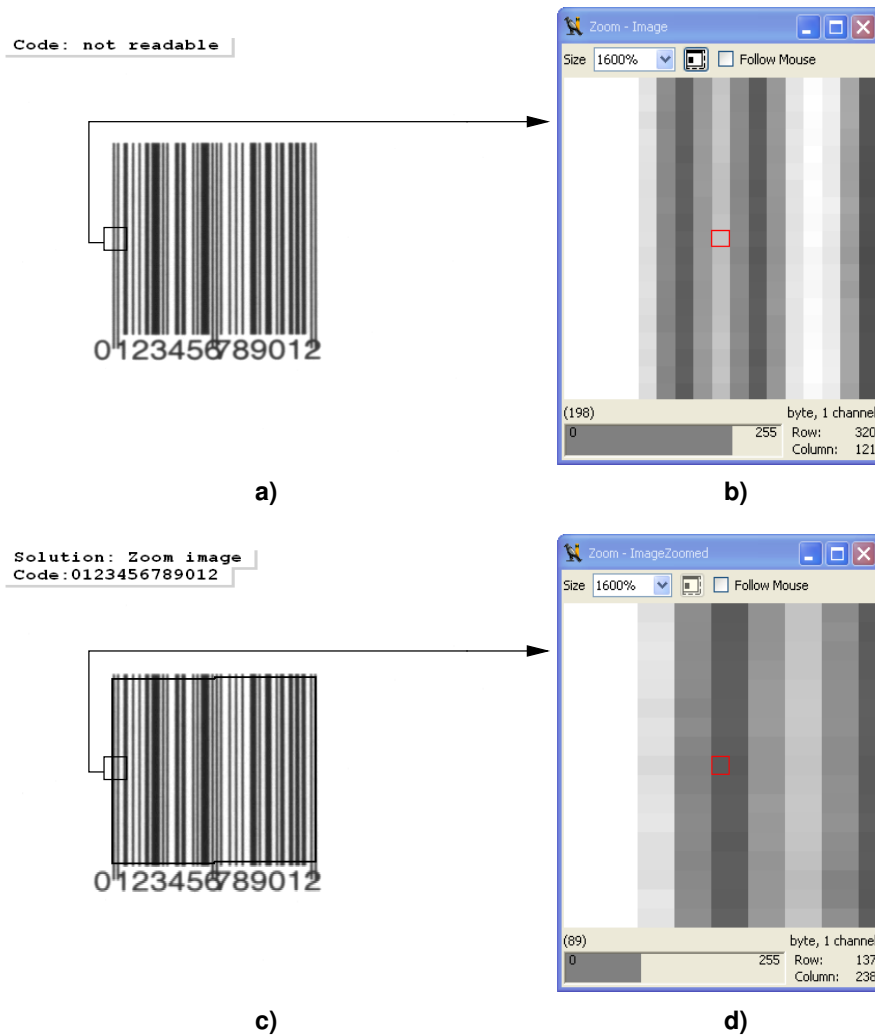 Code: not readable
0123456789012
a)
Zoom - Image
Size 1600% Follow Mouse
(198) byte, 1 channel
0 255 Row: 320
Column: 121
b)
Solution: Zoom image
Code:0123456789012
0123456789012
c)
Zoom - ImageZoomed
Size 1600% Follow Mouse
(89) byte, 1 channel
0 255 Row: 137
Column: 238
d)